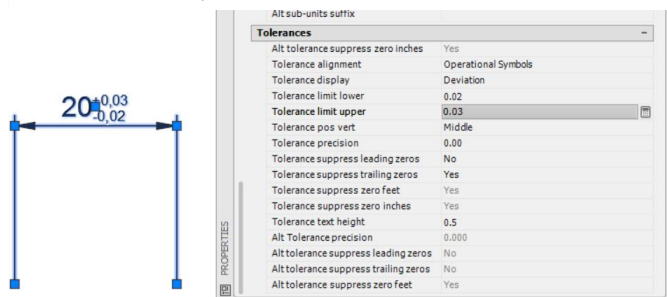 20 +0,03
-0,02
Alt sub-units suffix
Tolerances −
Alt tolerance suppress zero inches Yes
Tolerance alignment Operational Symbols
Tolerance display Deviation
Tolerance limit lower 0.02
Tolerance limit upper 0.03
Tolerance pos vert Middle
Tolerance precision 0.00
Tolerance suppress leading zeros No
Tolerance suppress trailing zeros Yes
Tolerance suppress zero feet Yes
Tolerance suppress zero inches Yes
Tolerance text height 0.5
Alt Tolerance precision 0.000
Alt tolerance suppress leading zeros No
Alt tolerance suppress trailing zeros No
Alt tolerance suppress zero feet Yes
PROPERTIES